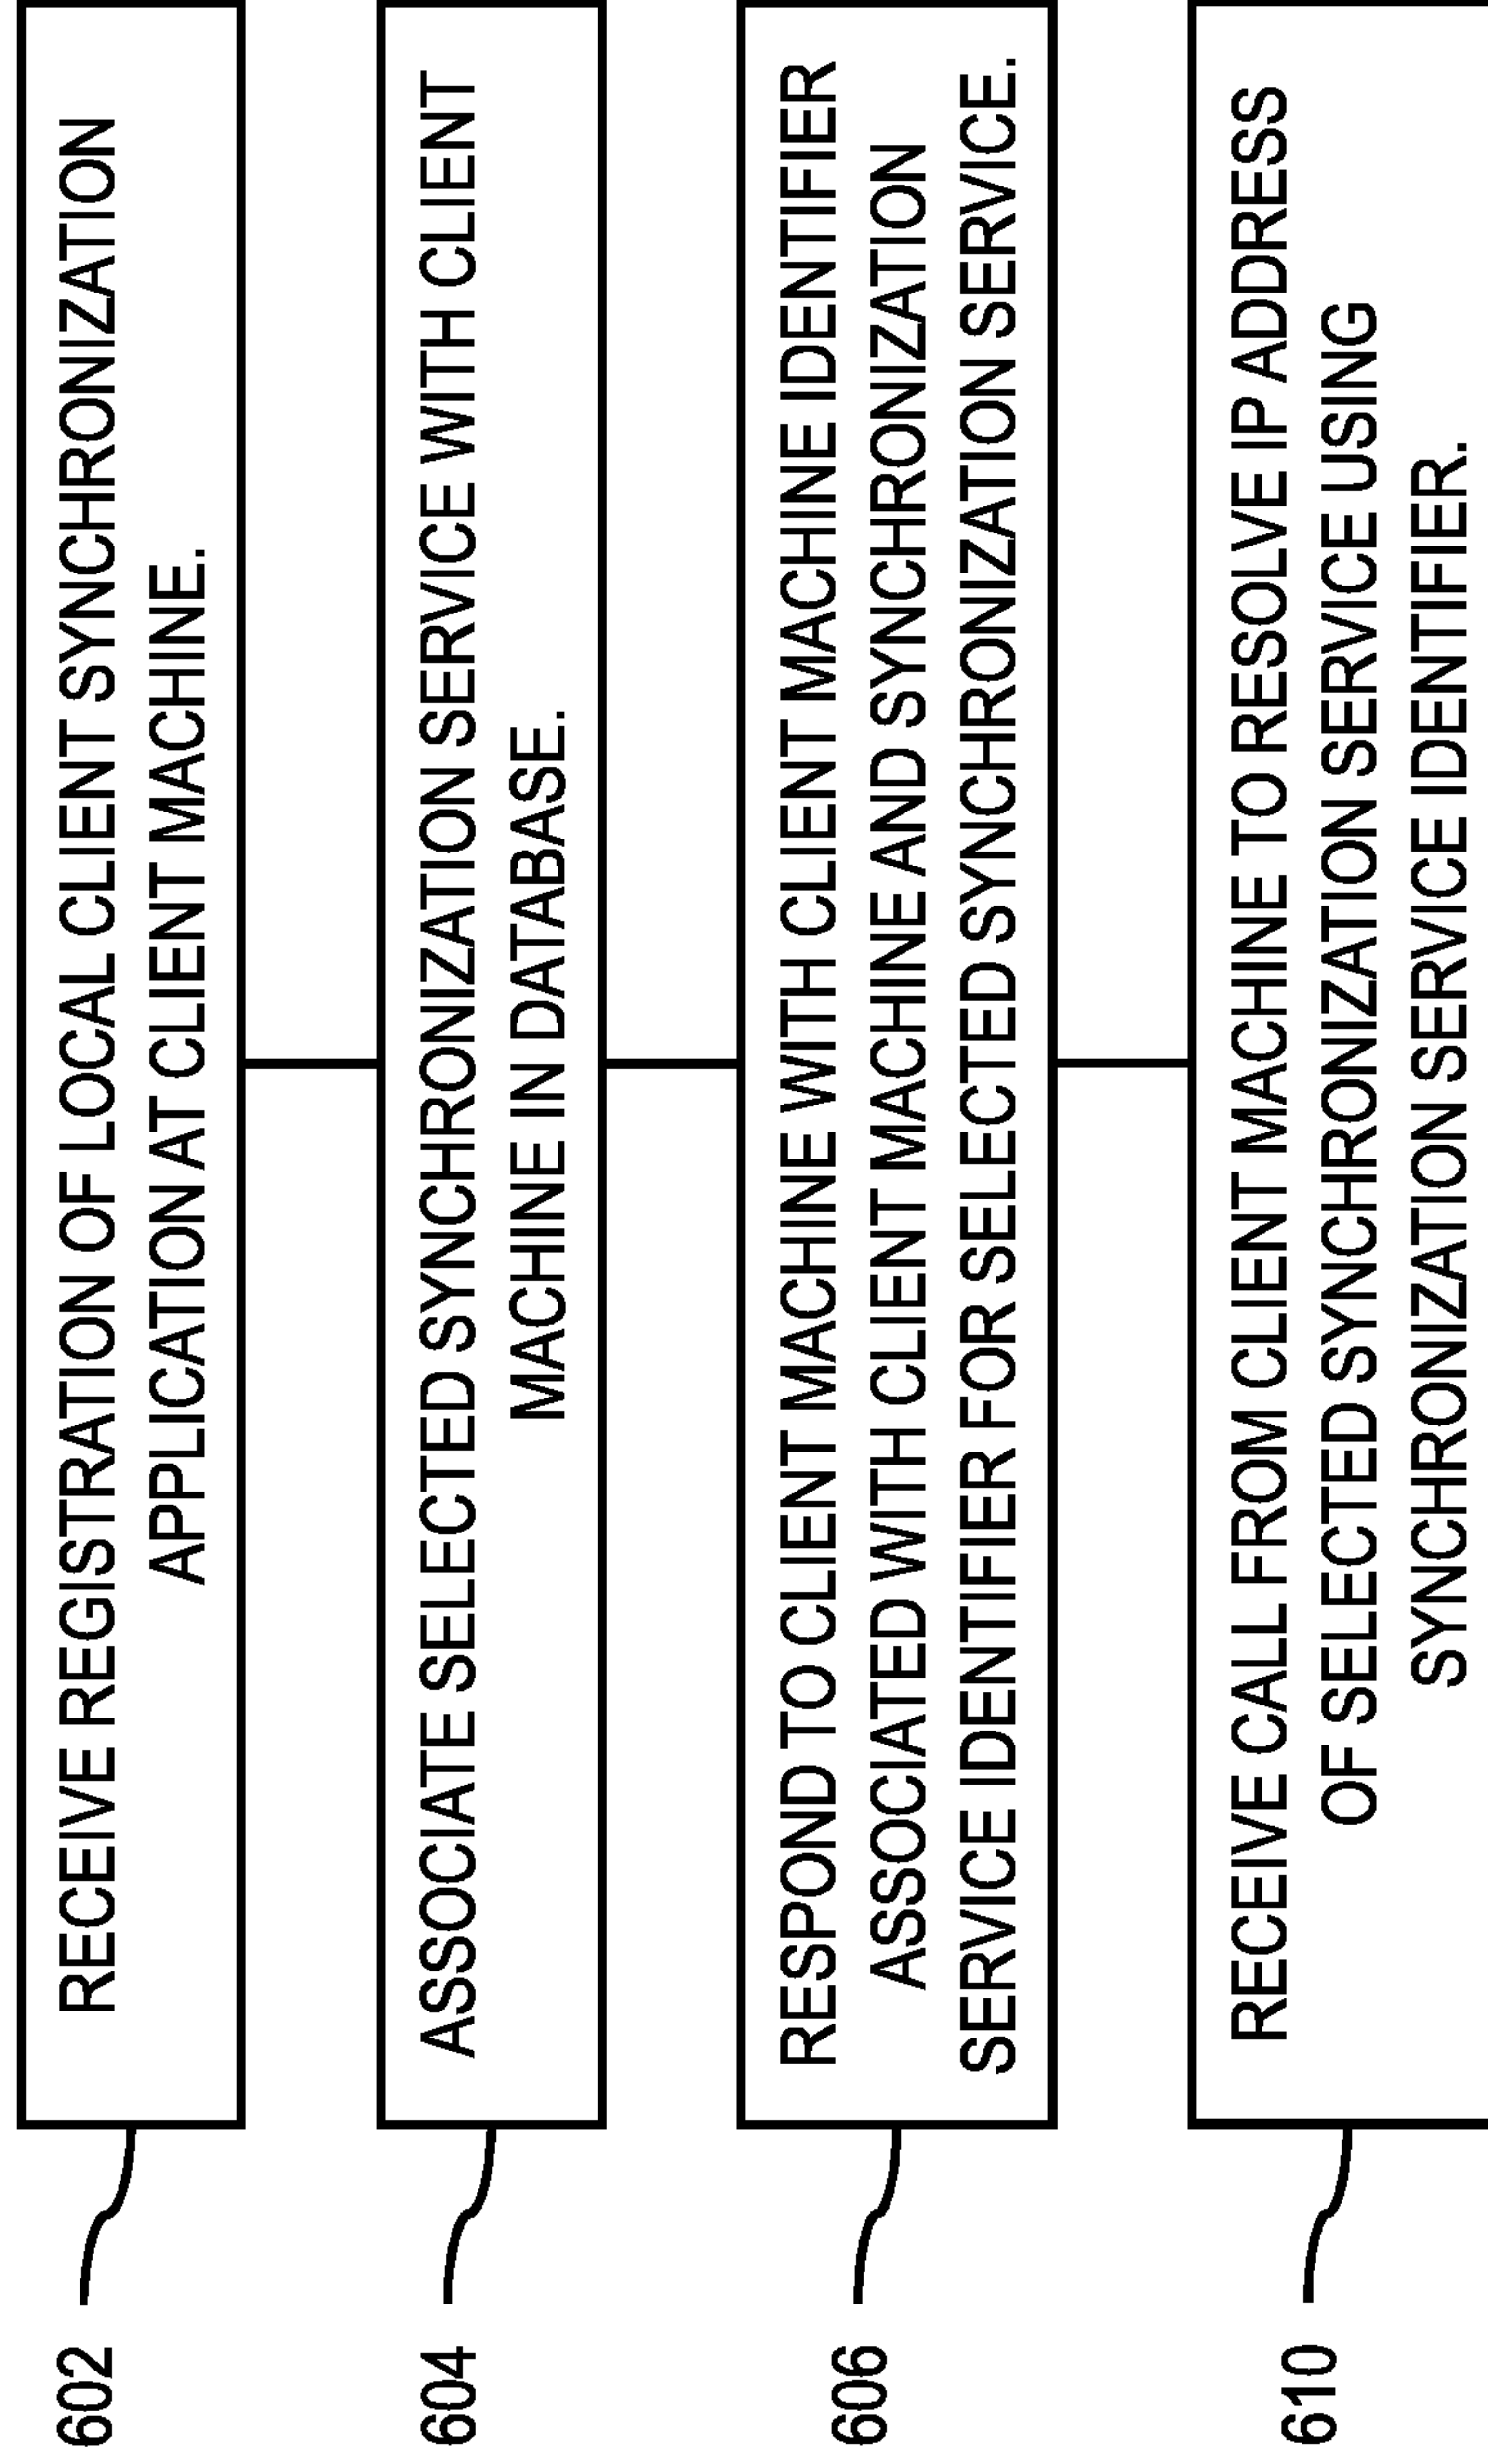 602
RECEIVE REGISTRATION OF LOCAL CLIENT SYNCHRONIZATION
APPLICATION AT CLIENT MACHINE.
604
ASSOCIATE SELECTED SYNCHRONIZATION SERVICE WITH CLIENT
MACHINE IN DATABASE.
606
RESPOND TO CLIENT MACHINE WITH CLIENT MACHINE IDENTIFIER
ASSOCIATED WITH CLIENT MACHINE AND SYNCHRONIZATION
SERVICE IDENTIFIER FOR SELECTED SYNCHRONIZATION SERVICE.
610
RECEIVE CALL FROM CLIENT MACHINE TO RESOLVE IP ADDRESS
OF SELECTED SYNCHRONIZATION SERVICE USING
SYNCHRONIZATION SERVICE IDENTIFIER.